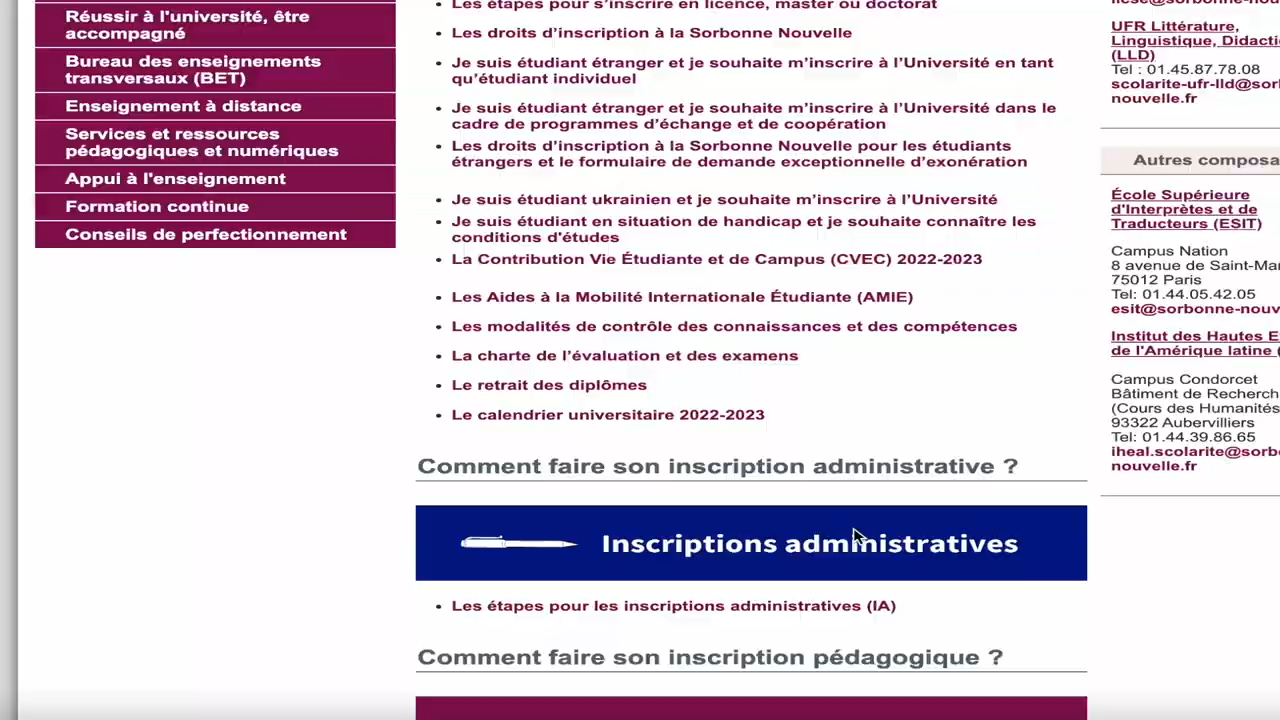 Réussir à l'université, être
accompagné
Bureau des enseignements
transversaux (BET)
Enseignement à distance
Services et ressources
pédagogiques et numériques
Appui à l'enseignement
Formation continue
Conseils de perfectionnement
Les étapes pour s'inscrire en licence, master ou doctorat
Les droits d'inscription à la Sorbonne Nouvelle
Je suis étudiant étranger et je souhaite m'inscrire à l'Université en tant
qu'étudiant individuel
Je suis étudiant étranger et je souhaite m'inscrire à l'Université dans le
cadre de programmes d'échange et de coopération
Les droits d'inscription à la Sorbonne Nouvelle pour les étudiants
étrangers et le formulaire de demande exceptionnelle d'exonération
Je suis étudiant ukrainien et je souhaite m'inscrire à l'Université
Je suis étudiant en situation de handicap et je souhaite connaître les
conditions d'études
La Contribution Vie Étudiante et de Campus (CVEC) 2022-2023
Les Aides à la Mobilité Internationale Étudiante (AMIE)
Les modalités de contrôle des connaissances et des compétences
La charte de l'évaluation et des examens
Le retrait des diplômes
Le calendrier universitaire 2022-2023
Comment faire son inscription administrative ?
Inscriptions administratives
Les étapes pour les inscriptions administratives (IA)
Comment faire son inscription pédagogique ?
UFR Littérature,
Linguistique, Didacti
(LLD)
Tel : 01.45.87.78.08
scolarite-ufr-lld@sor
nouvelle.fr
Autres composa
École Supérieure
d'Interprètes et de
Traducteurs (ESIT)
Campus Nation
8 avenue de Saint-Ma
75012 Paris
Tel: 01.44.05.42.05
esit@sorbonne-nouv
Institut des Hautes E
de l'Amérique latine (
Campus Condorcet
Bâtiment de Recherch
(Cours des Humanités
93322 Aubervilliers
Tel: 01.44.39.86.65
iheal.scolarite@sorb
nouvelle.fr